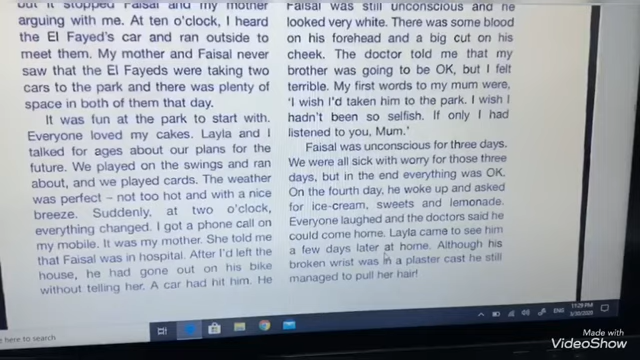 but it stopped Faisal and my mother
arguing with me. At ten o'clock, I heard
the El Fayed's car and ran outside to
meet them. My mother and Faisal never
saw that the El Fayeds were taking two
cars to the park and there was plenty of
space in both of them that day.
It was fun at the park to start with.
Everyone loved my cakes. Layla and I
talked for ages about our plans for the
future. We played on the swings and ran
about, and we played cards. The weather
was perfect – not too hot and with a nice
breeze. Suddenly, at two o'clock,
everything changed. I got a phone call on
my mobile. It was my mother. She told me
that Faisal was in hospital. After I'd left the
house, he had gone out on his bike
without telling her. A car had hit him. He
Faisal was still unconscious and he
looked very white. There was some blood
on his forehead and a big cut on his
cheek. The doctor told me that my
brother was going to be OK, but I felt
terrible. My first words to my mum were,
'I wish I'd taken him to the park. I wish I
hadn't been so selfish. If only I had
listened to you, Mum.'
Faisal was unconscious for three days.
We were all sick with worry for those three
days, but in the end everything was OK.
On the fourth day, he woke up and asked
for ice-cream, sweets and lemonade.
Everyone laughed and the doctors said he
could come home. Layla came to see him
a few days later at home. Although his
broken wrist was in a plaster cast he still
managed to pull her hair!
here to search
ENG
11:29 PM
3/30/2020
Made with
VideoShow